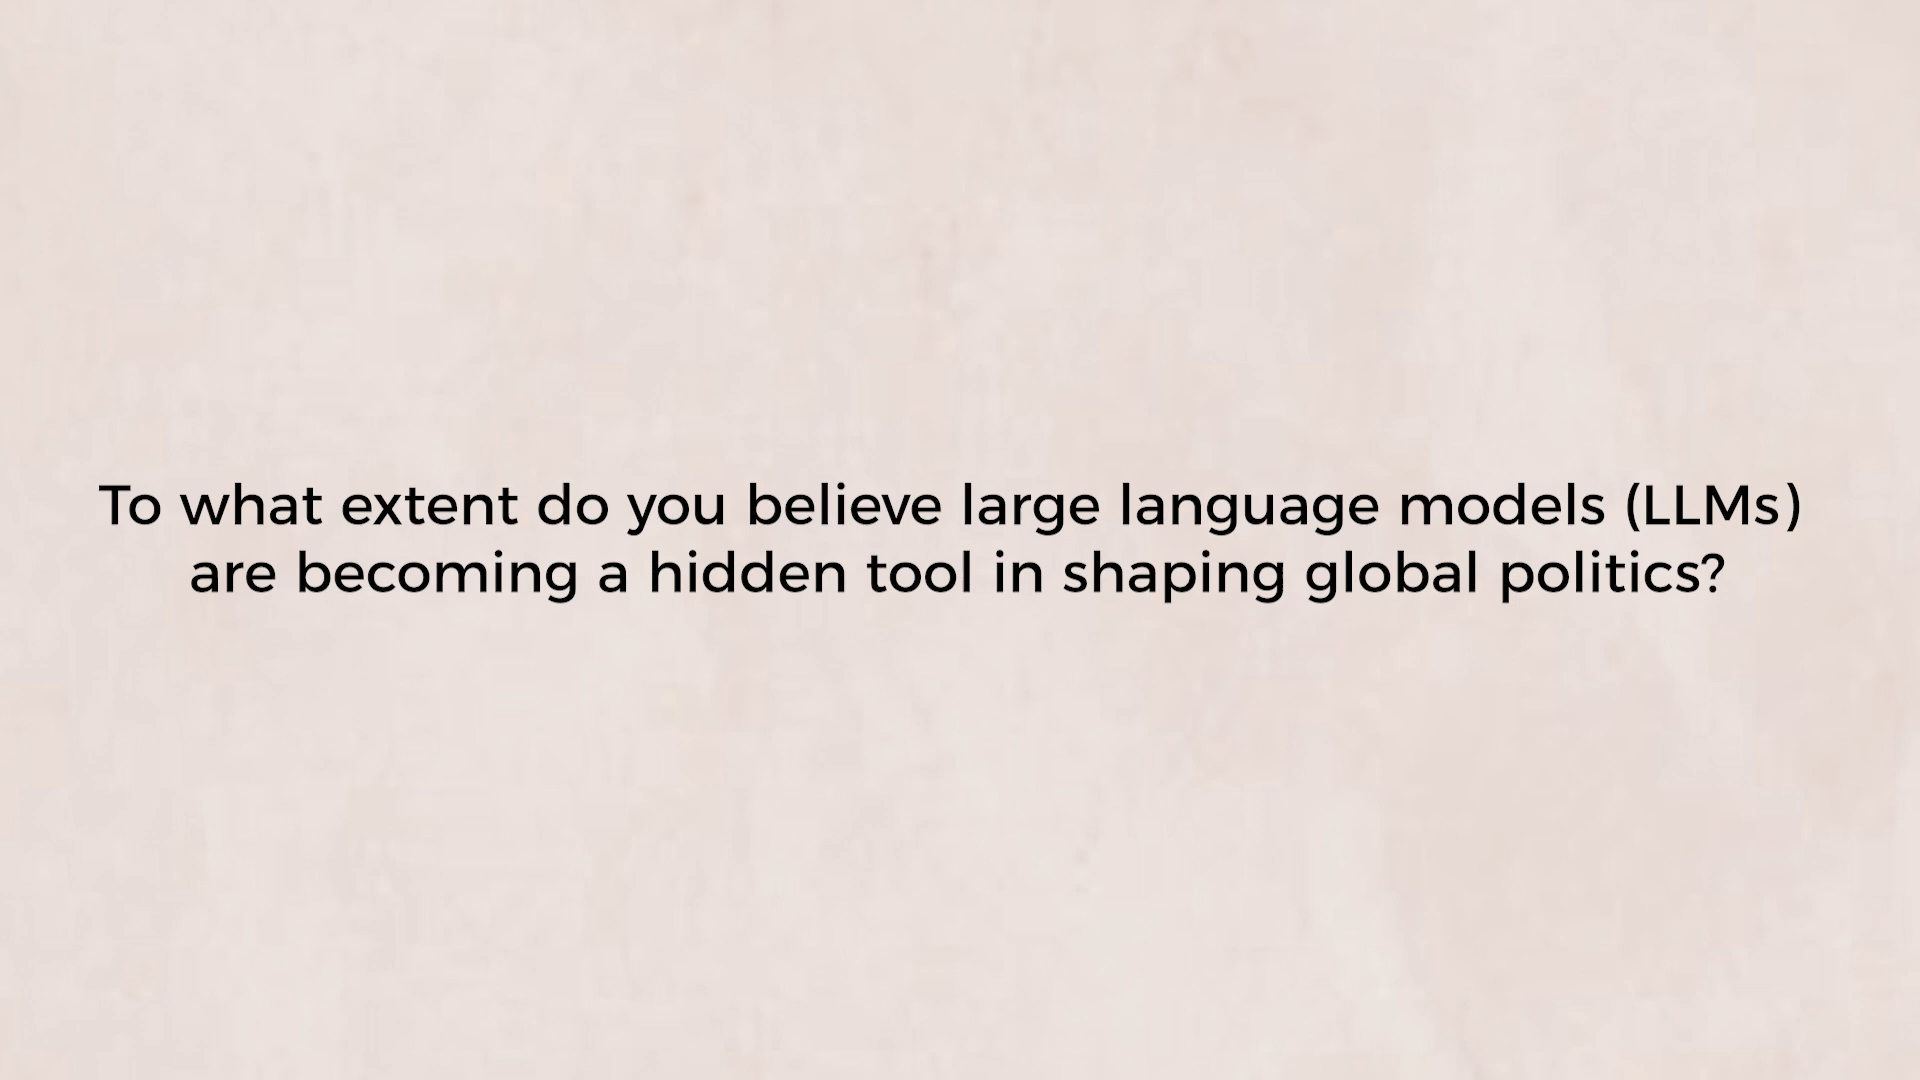 To what extent do you believe large language models (LLMs)
are becoming a hidden tool in shaping global politics?